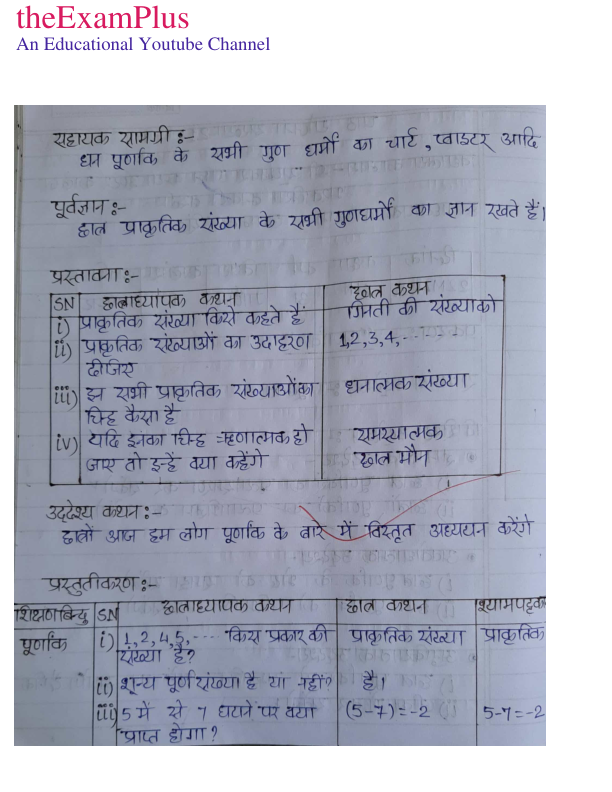 theExamPlus
An Educational Youtube Channel
सहायक सामग्री :-
धन पूर्णांक के सभी गुण धर्मो का चार्ट, प्वाइटर आदि
पूर्वज्ञान :-
छात्र प्राकृतिक संख्या के सभी गुणधर्मों का ज्ञान रखते हैं।
प्रस्तावना :-
SN छात्राध्यापक कथन छात्र कथन
i) प्राकृतिक संख्या किसे कहते हैं गिनती की संख्या को
ii) प्राकृतिक संख्याओं का उदाहरण 1,2,3,4,- - - - - -
दीजिए
iii) इन सभी प्राकृतिक संख्याओं का धनात्मक संख्या
चिन्ह कैसा है
iv) यदि इनका चिन्ह ऋणात्मक हो समस्यात्मक
जाए तो इन्हें क्या कहेंगे छात्र मौन
उद्देश्य कथन :-
छात्रों आज हम लोग पूर्णांक के बारे में विस्तृत अध्ययन करेंगे
प्रस्तुतीकरण :-
शिक्षणबिन्दु SN छात्राध्यापक कथन छात्र कथन श्यामपट्टका
पूर्णांक i) 1,2,4,5,- - - - किस प्रकार की प्राकृतिक संख्या प्राकृतिक
संख्या है?
ii) शून्य पूर्ण संख्या है या नहीं? है।
iii) 5 में से 7 घटाने पर क्या (5-7)=-2 5-7=-2
प्राप्त होगा?